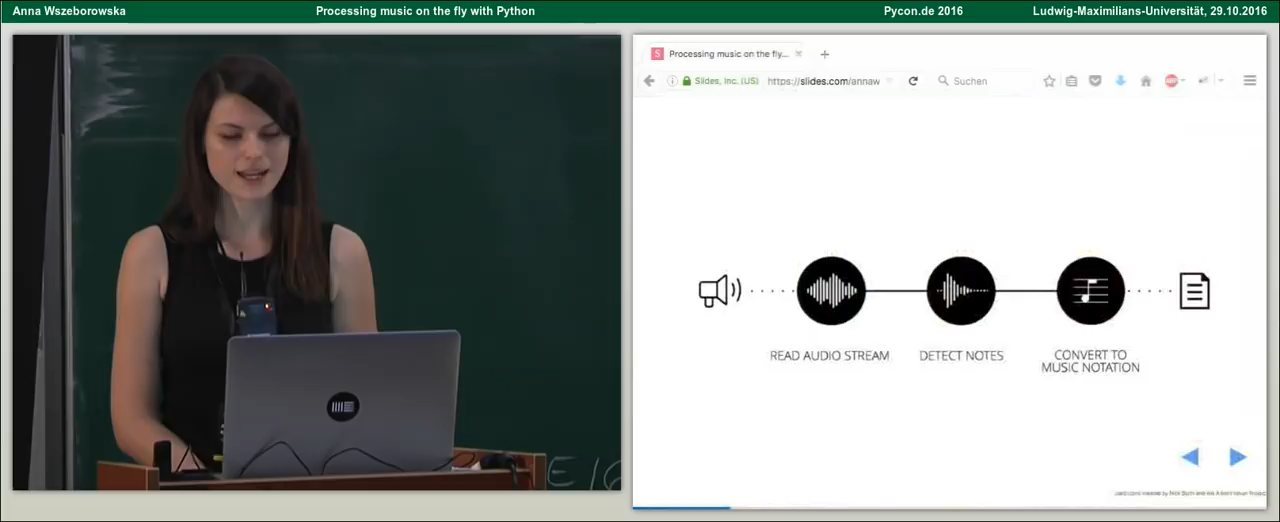 Anna Wszeborowska Processing music on the fly with Python Pycon.de 2016 Ludwig-Maximilians-Universität, 29.10.2016
S Processing music on the fly...
Slides, Inc. (US) https://slides.com/annaw Suchen
ABP
READ AUDIO STREAM DETECT NOTES CONVERT TO
MUSIC NOTATION
E16